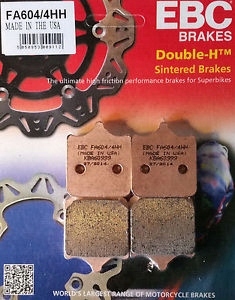 FA604/4HH
MADE IN THE USA
EBC
BRAKES
Double-H™
Sintered Brakes
The ultimate high friction performance brakes for Superbikes
EBC FA604/4HH
(MADE IN USA)
EBC FA604/4HH
(MADE IN USA)
WORLD'S LARGEST RANGE OF MOTORCYCLE BRAKES